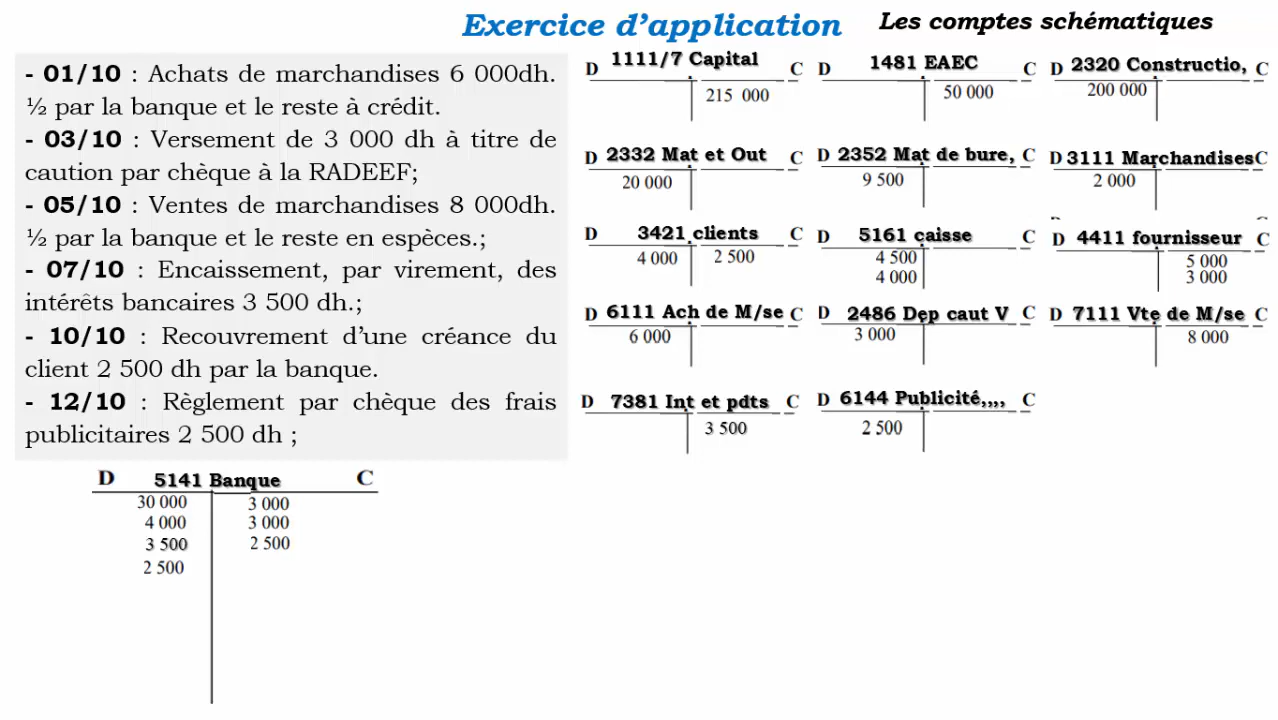 Exercice d'application
Les comptes schématiques
- 01/10 : Achats de marchandises 6 000dh.
½ par la banque et le reste à crédit.
- 03/10 : Versement de 3 000 dh à titre de
caution par chèque à la RADEEF;
- 05/10 : Ventes de marchandises 8 000dh.
½ par la banque et le reste en espèces.;
- 07/10 : Encaissement, par virement, des
intérêts bancaires 3 500 dh.;
- 10/10 : Recouvrement d'une créance du
client 2 500 dh par la banque.
- 12/10 : Règlement par chèque des frais
publicitaires 2 500 dh ;
D 1111/7 Capital C
215 000
D 1481 EAEC C
50 000
D 2320 Constructio, C
200 000
D 2332 Mat et Out C
20 000
D 2352 Mat de bure, C
9 500
D 3111 Marchandises C
2 000
D 3421 clients C
4 000 2 500
D 5161 caisse C
4 500
4 000
D 4411 fournisseur C
5 000
3 000
D 6111 Ach de M/se C
6 000
D 2486 Dep caut V C
3 000
D 7111 Vte de M/se C
8 000
D 7381 Int et pdts C
3 500
D 6144 Publicité,,,, C
2 500
D 5141 Banque C
30 000 3 000
4 000 3 000
3 500 2 500
2 500